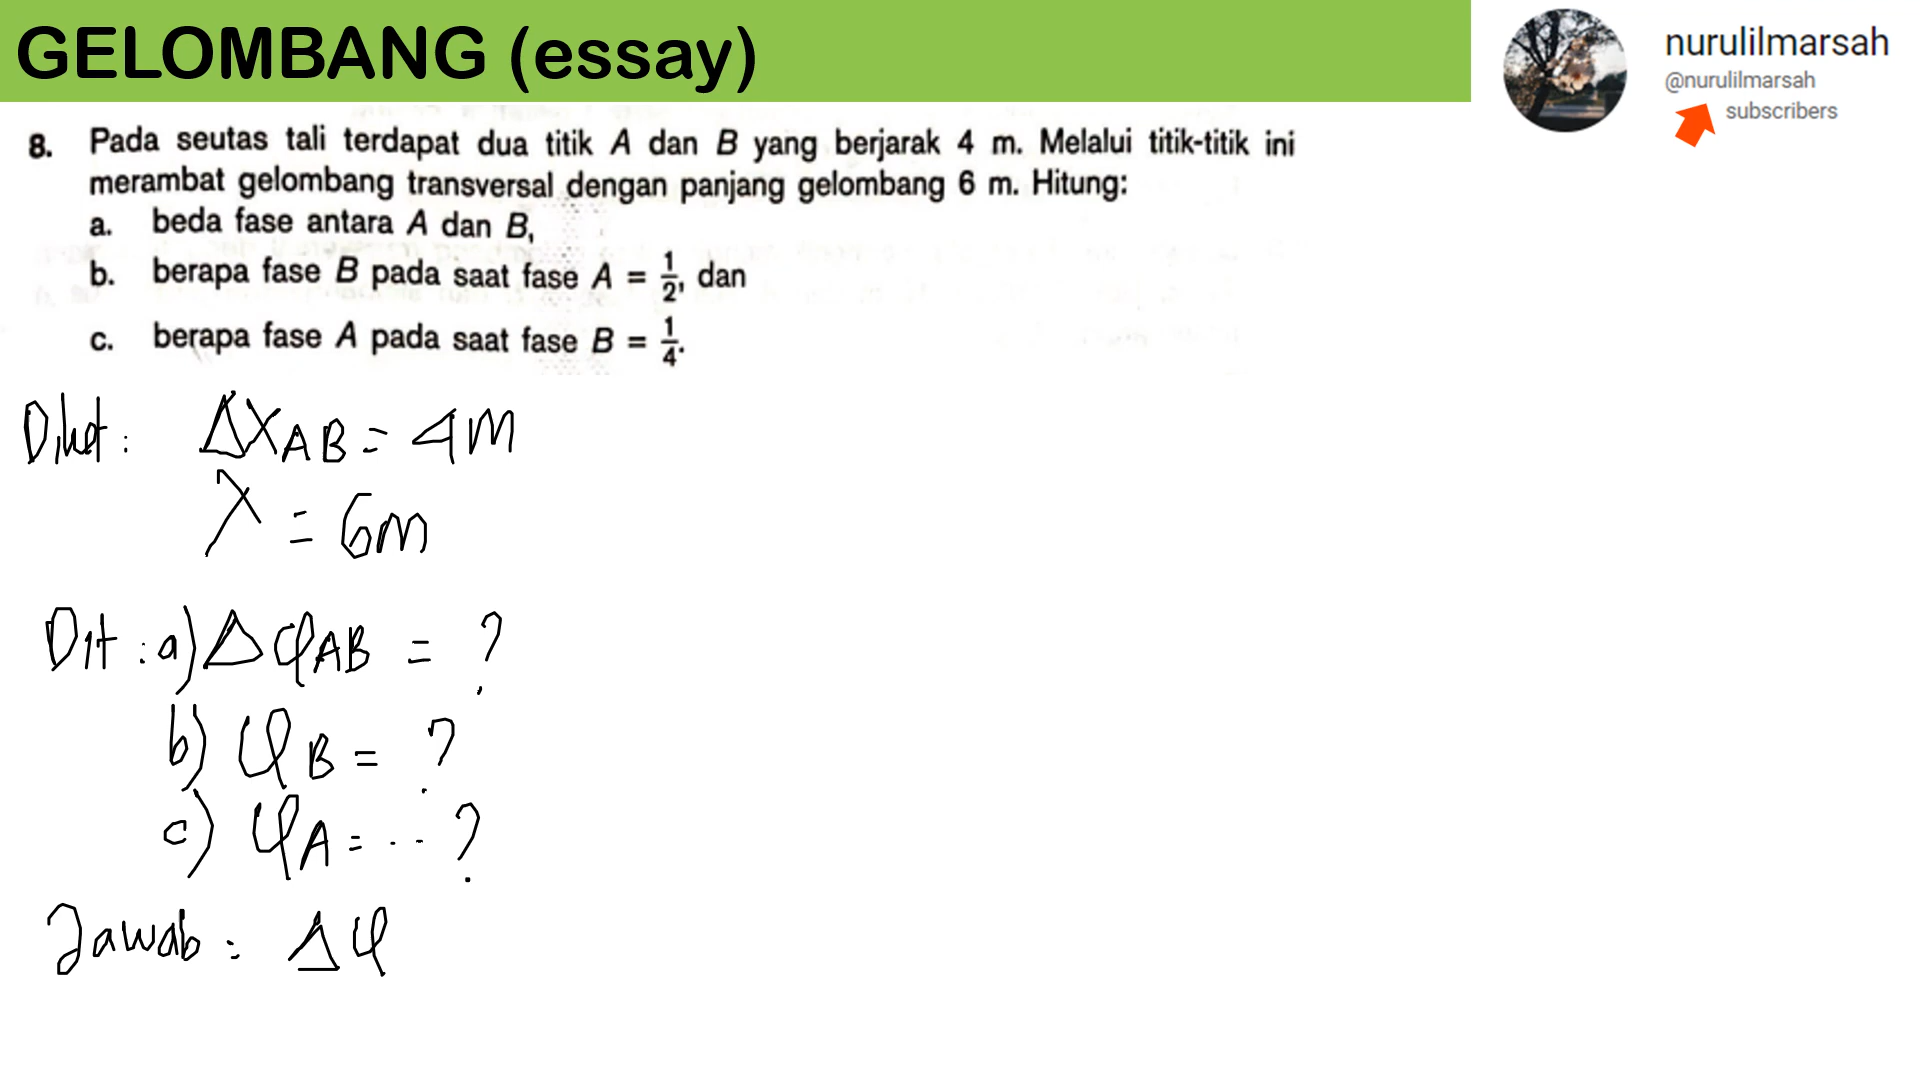 GELOMBANG (essay)
nurulilmarsah
@nurulilmarsah
subscribers
8. Pada seutas tali terdapat dua titik A dan B yang berjarak 4 m. Melalui titik-titik ini
merambat gelombang transversal dengan panjang gelombang 6 m. Hitung:
a. beda fase antara A dan B,
b. berapa fase B pada saat fase A = 1/2, dan
c. berapa fase A pada saat fase B = 1/4.
Diket : ΔXAB = 4m
λ = 6m
Dit : a) ΔφAB = ?
b) φB = ?
c) φA = ... ?
Jawab : Δφ